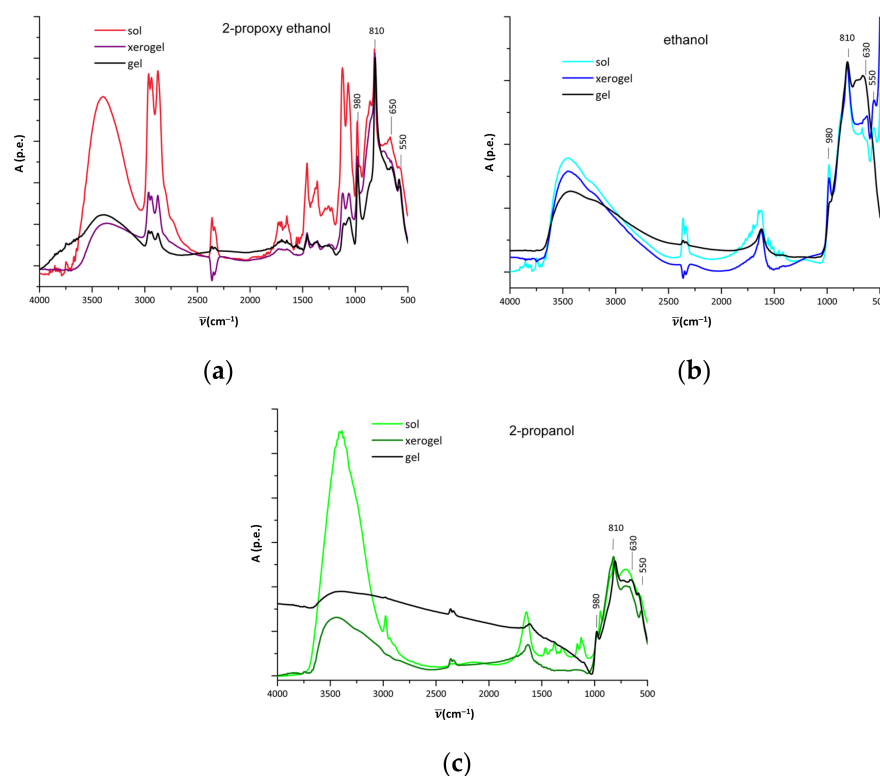 2-propoxy ethanol
sol
xerogel
gel
810
980
650
550
A (p.e.)
4000 3500 3000 2500 2000 1500 1000 500
ν̅(cm⁻¹)
(a)
ethanol
sol
xerogel
gel
810
630
550
980
A (p.e.)
4000 3500 3000 2500 2000 1500 1000 50
ν̅(cm⁻¹)
(b)
2-propanol
sol
xerogel
gel
810
630
550
980
A (p.e.)
4000 3500 3000 2500 2000 1500 1000 500
ν̅(cm⁻¹)
(c)